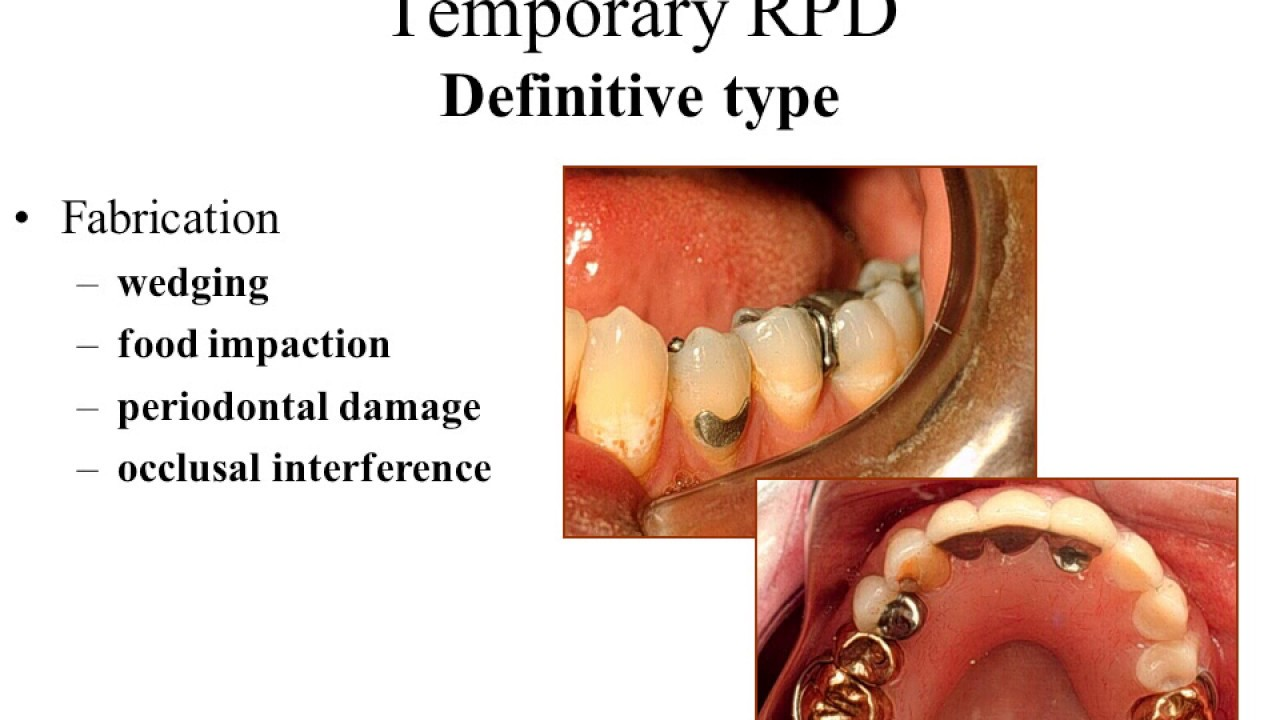 Temporary RPD
Definitive type
• Fabrication
– wedging
– food impaction
– periodontal damage
– occlusal interference